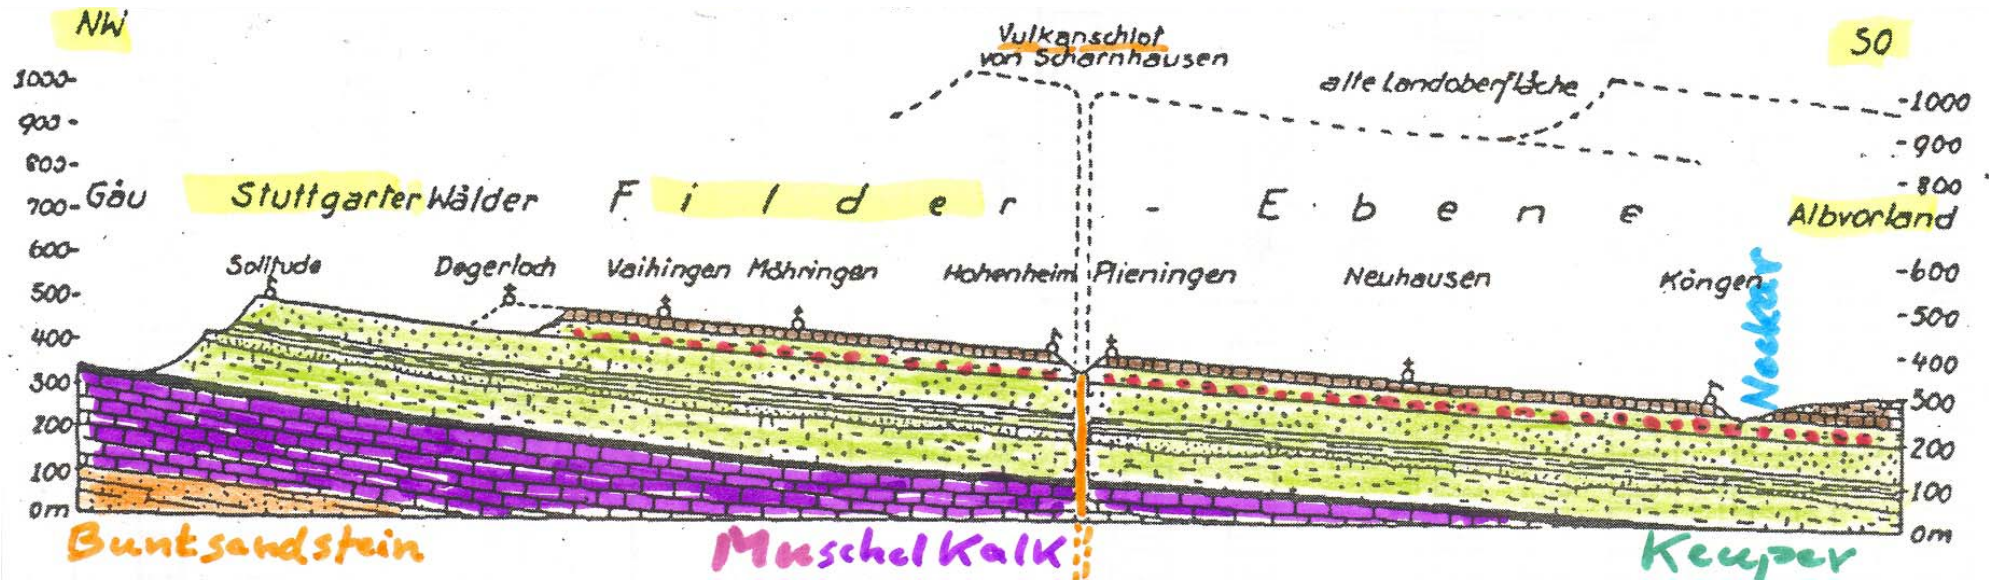 NW
Vulkanschlot
von Scharnhausen
SO
alte Landoberfläche
1000-
900-
800-
700-
600-
500-
400-
300
200
100
0m
-1000
-900
-800
-600
-500
-400
300
200
100
0m
Gäu Stuttgarter Wälder Filder - Ebene Albvorland
Solitude Degerloch Vaihingen Möhringen Hohenheim Plieningen Neuhausen Köngen
Neckar
Buntsandstein Muschelkalk Keuper